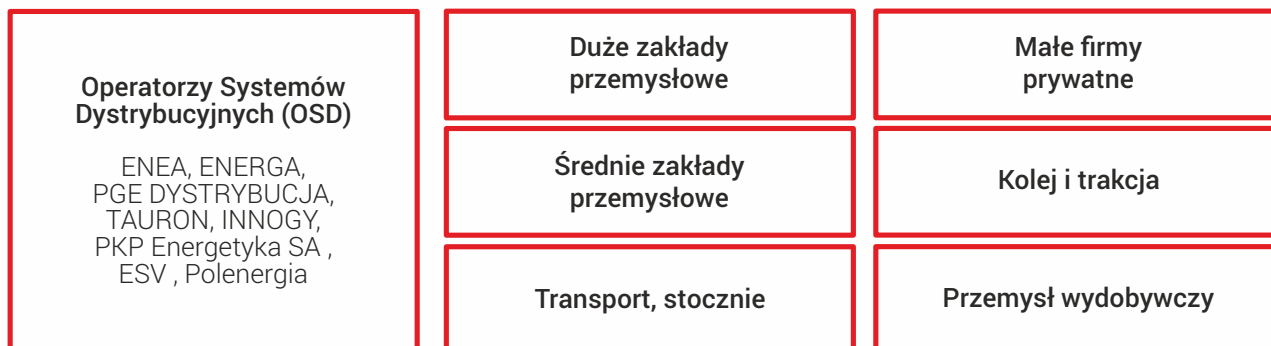 Operatorzy Systemów
Dystrybucyjnych (OSD)
ENEA, ENERGA,
PGE DYSTRYBUCJA,
TAURON, INNOGY,
PKP Energetyka SA ,
ESV , Polenergia
Duże zakłady
przemysłowe
Małe firmy
prywatne
Średnie zakłady
przemysłowe
Kolej i trakcja
Transport, stocznie
Przemysł wydobywczy